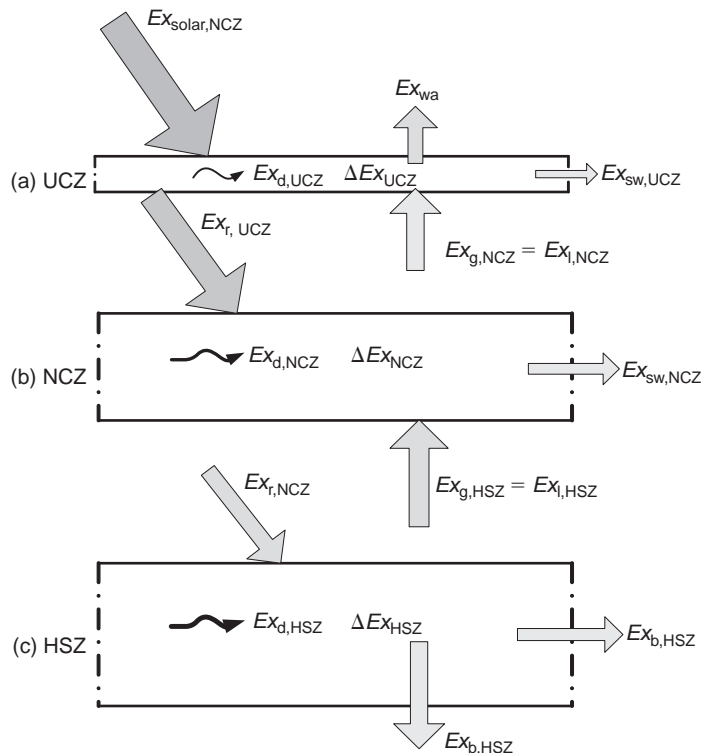 Ex_solar,NCZ
Ex_wa
(a) UCZ
Ex_d,UCZ
ΔEx_UCZ
Ex_sw,UCZ
Ex_r, UCZ
Ex_g,NCZ = Ex_l,NCZ
(b) NCZ
Ex_d,NCZ
ΔEx_NCZ
Ex_sw,NCZ
Ex_r,NCZ
Ex_g,HSZ = Ex_l,HSZ
(c) HSZ
Ex_d,HSZ
ΔEx_HSZ
Ex_b,HSZ
Ex_b,HSZ